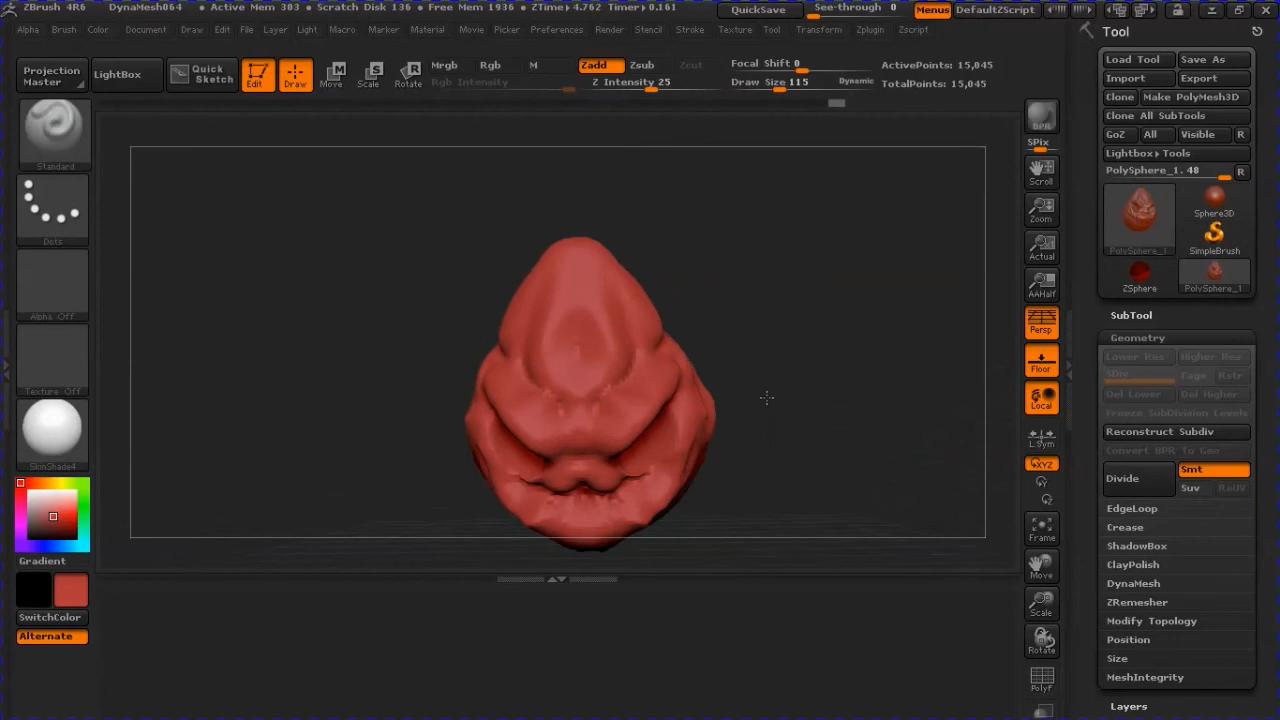 ZBrush 4R6 DynaMesh064 • Active Mem 303 • Scratch Disk 136 • Free Mem 1936 • ZTime▸4.762 Timer▸0.161 QuickSave See-through 0 Menus DefaultZScript
Alpha Brush Color Document Draw Edit File Layer Light Macro Marker Material Movie Picker Preferences Render Stencil Stroke Texture Tool Transform Zplugin Zscript
Projection Master
LightBox
Quick Sketch
Edit
Draw
Move
Scale
Rotate
Mrgb Rgb M
Rgb Intensity
Zadd Zsub Zcut
Z Intensity 25
Focal Shift 0
Draw Size 115 Dynamic
ActivePoints: 15,045
TotalPoints: 15,045
Standard
Dots
Alpha Off
Texture Off
SkinShade4
Gradient
SwitchColor
Alternate
BPR
SPix
Scroll
Zoom
Actual
AAHalf
Persp
Floor
Local
L.Sym
XYZ
Y
Z
Frame
Move
Scale
Rotate
PolyF
Tool
Load Tool Save As
Import Export
Clone Make PolyMesh3D
Clone All SubTools
GoZ All Visible R
Lightbox▸Tools
PolySphere_1. 48 R
PolySphere_1
Sphere3D
SimpleBrush
ZSphere
PolySphere_1
SubTool
Geometry
Lower Res Higher Res
SDiv Cage Rstr
Del Lower Del Higher
Freeze SubDivision Levels
Reconstruct Subdiv
Convert BPR To Geo
Divide
Smt
Suv ReUV
EdgeLoop
Crease
ShadowBox
ClayPolish
DynaMesh
ZRemesher
Modify Topology
Position
Size
MeshIntegrity
Layers